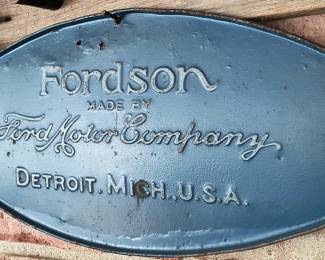 Fordson
MADE BY
Ford Motor Company
DETROIT. MICH. U.S.A.